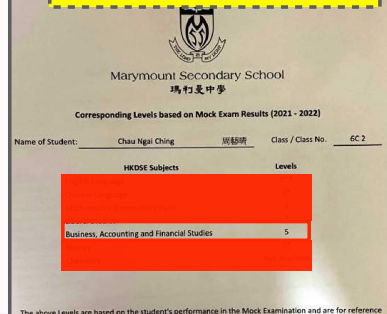 Marymount Secondary School
瑪利曼中學
Corresponding Levels based on Mock Exam Results (2021 - 2022)
Name of Student: Chau Ngai Ching 周藝晴 Class / Class No. 6C 2
HKDSE Subjects Levels
Business, Accounting and Financial Studies 5
The above Levels are based on the student's performance in the Mock Examination and are for reference